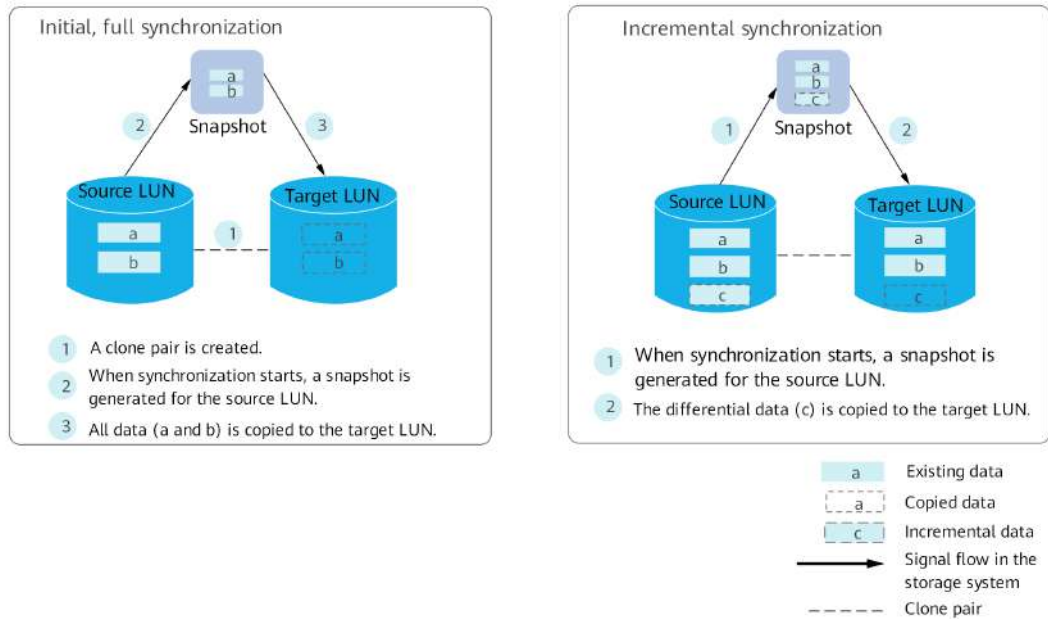 Initial, full synchronization
a
b
Snapshot
2
3
Source LUN
Target LUN
a
b
1
a
b
1 A clone pair is created.
2 When synchronization starts, a snapshot is
generated for the source LUN.
3 All data (a and b) is copied to the target LUN.
Incremental synchronization
a
b
c
Snapshot
1
2
Source LUN
Target LUN
a
b
c
a
b
c
1 When synchronization starts, a snapshot is
generated for the source LUN.
2 The differential data (c) is copied to the target LUN.
a Existing data
a Copied data
c Incremental data
Signal flow in the
storage system
Clone pair